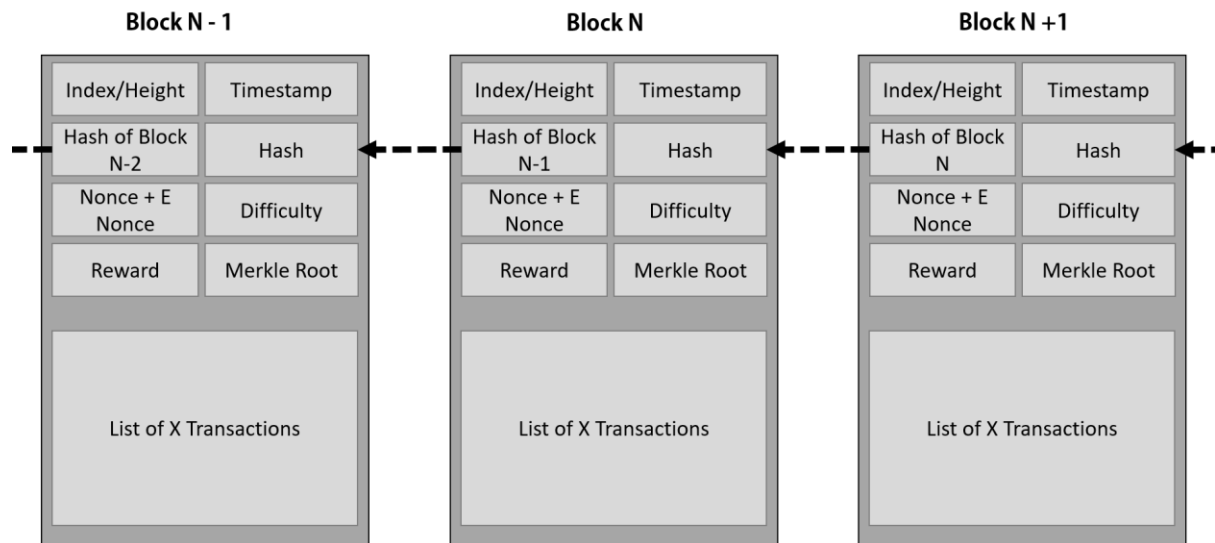 Block N - 1
Index/Height
Timestamp
Hash of Block
N-2
Hash
Nonce + E
Nonce
Difficulty
Reward
Merkle Root
List of X Transactions
Block N
Index/Height
Timestamp
Hash of Block
N-1
Hash
Nonce + E
Nonce
Difficulty
Reward
Merkle Root
List of X Transactions
Block N +1
Index/Height
Timestamp
Hash of Block
N
Hash
Nonce + E
Nonce
Difficulty
Reward
Merkle Root
List of X Transactions